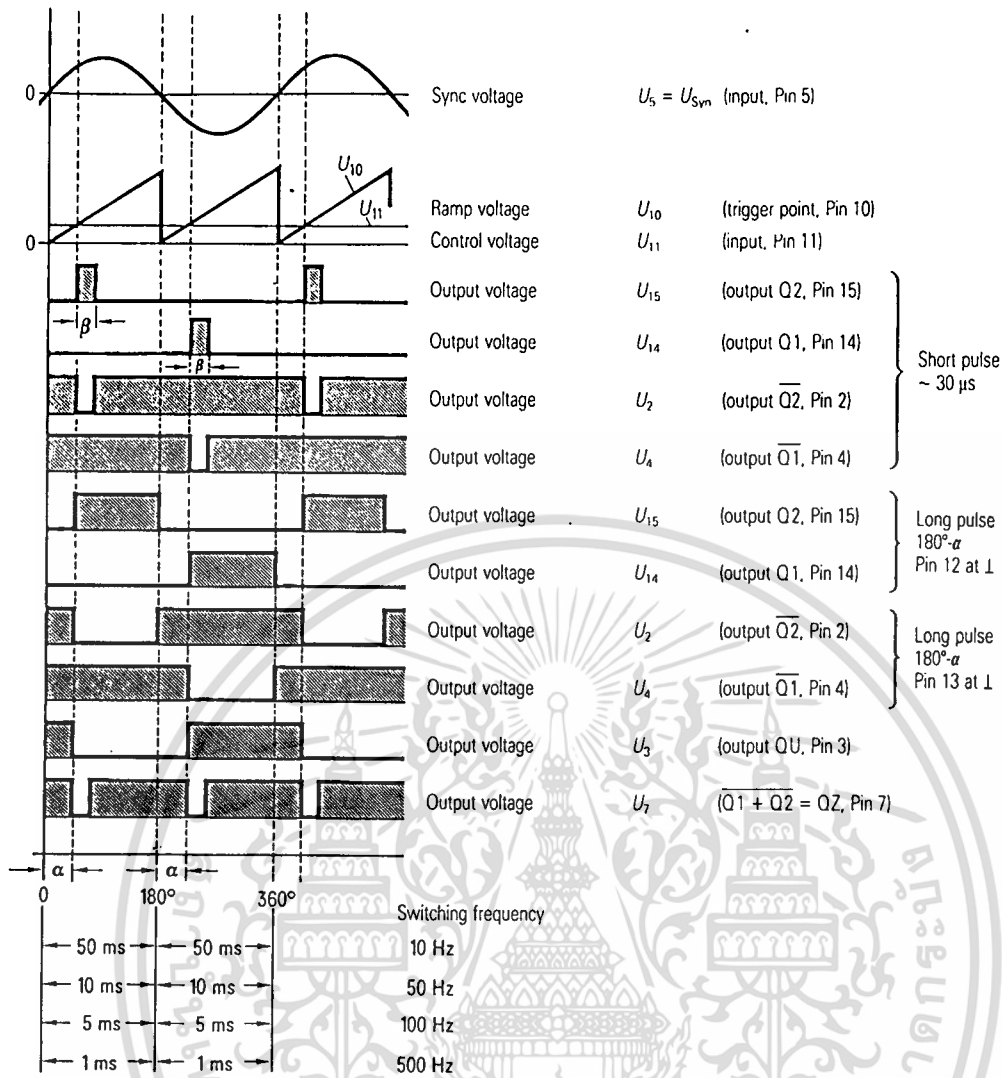 0
Sync voltage U5 = USyn (input, Pin 5)
U10
U11
Ramp voltage U10 (trigger point, Pin 10)
0
Control voltage U11 (input, Pin 11)
Output voltage U15 (output Q2, Pin 15)
β
Output voltage U14 (output Q1, Pin 14)
β
Short pulse
~ 30 µs
Output voltage U2 (output Q̅2̅, Pin 2)
Output voltage U4 (output Q̅1̅, Pin 4)
Output voltage U15 (output Q2, Pin 15)
Long pulse
180°-α
Pin 12 at ⊥
Output voltage U14 (output Q1, Pin 14)
Output voltage U2 (output Q̅2̅, Pin 2)
Long pulse
180°-α
Pin 13 at ⊥
Output voltage U4 (output Q̅1̅, Pin 4)
Output voltage U3 (output QU, Pin 3)
Output voltage U7 (Q̅1̅ ̅+̅ ̅Q̅2̅ = QZ, Pin 7)
α α
0 180° 360°
Switching frequency
50 ms 50 ms 10 Hz
10 ms 10 ms 50 Hz
5 ms 5 ms 100 Hz
1 ms 1 ms 500 Hz